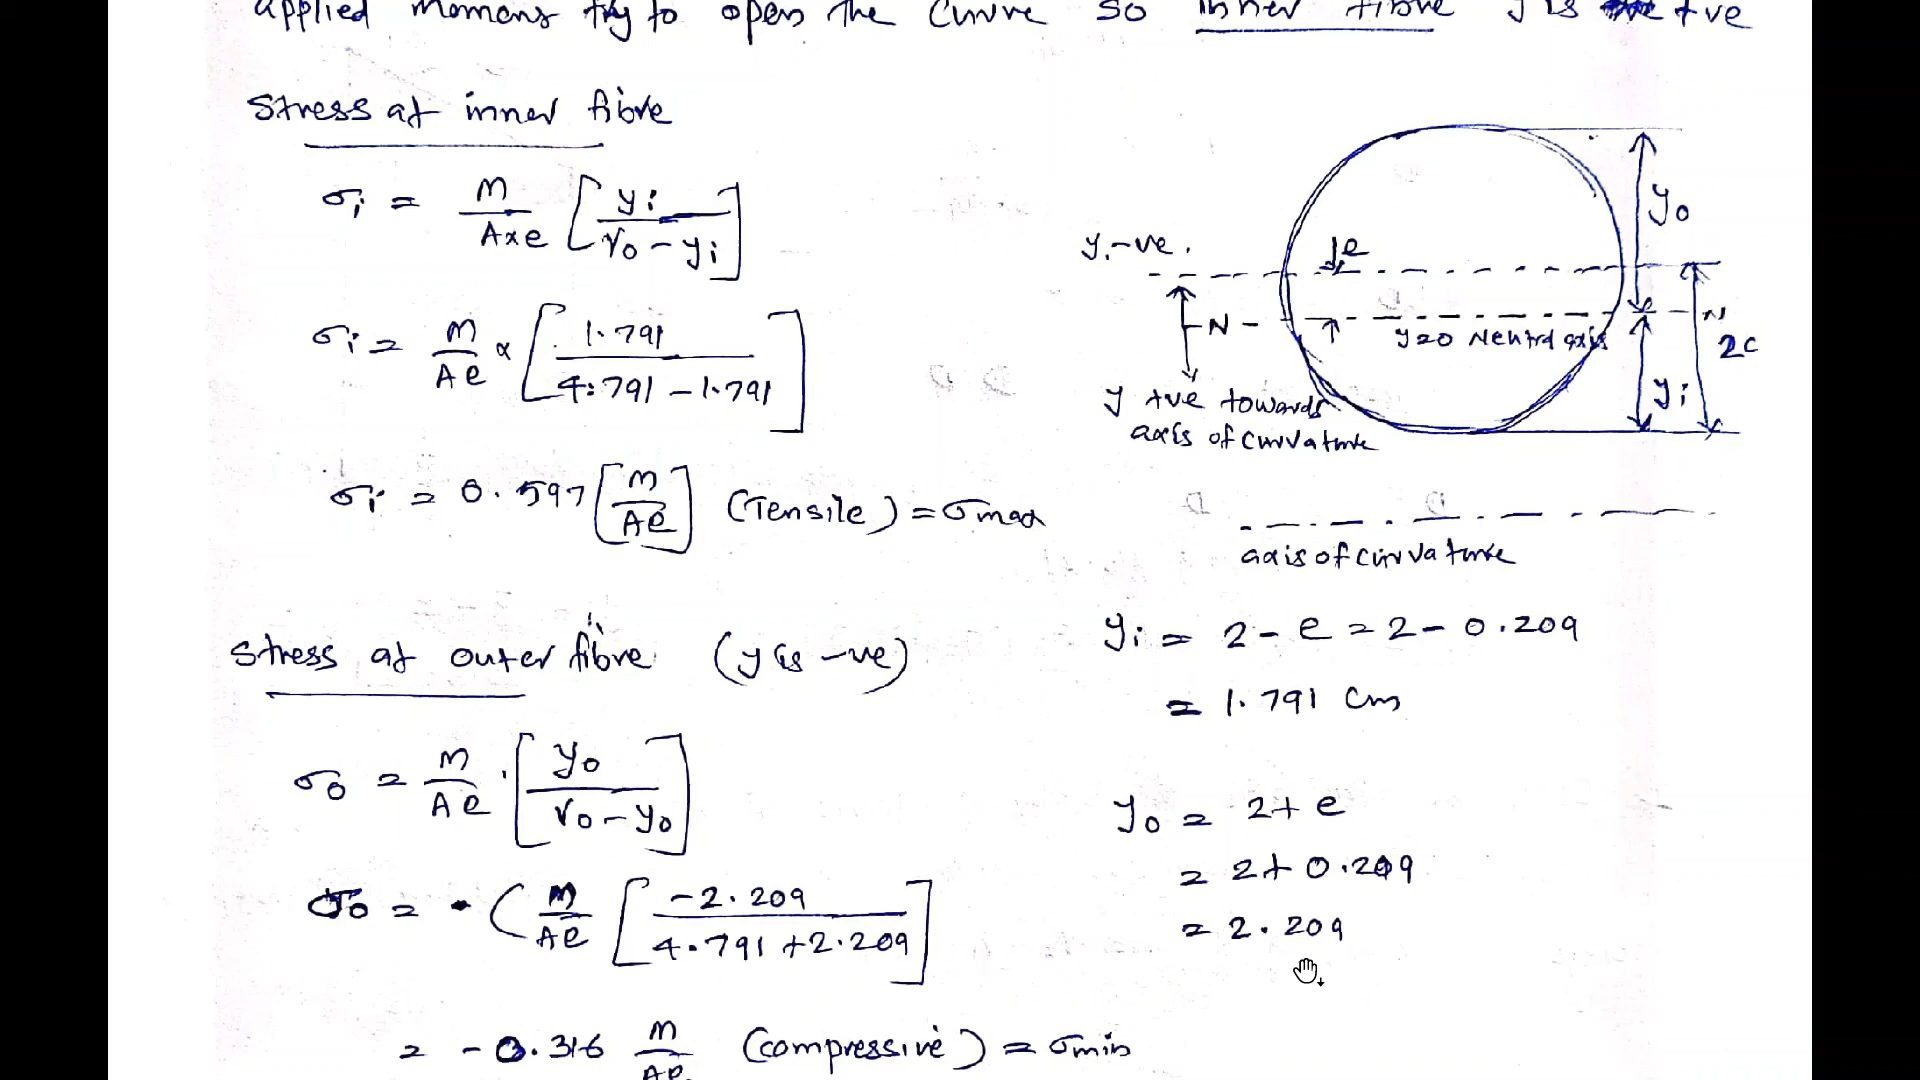 applied moments try to open the curve so inner fibre y is +ve
Stress at inner fibre
σi = M / A×e [ yi / r0 - yi ]
σi = M / Ae × [ 1.791 / 4.791 - 1.791 ]
σi = 0.597 [ M / Ae ] (Tensile) = σmax
Stress at outer fibre (y is -ve)
σo = M / Ae . [ yo / r0 - yo ]
σo = ( M / Ae [ -2.209 / 4.791 + 2.209 ]
= -0.316 M / Ae (compressive) = σmin
yo
y. -ve.
e
N
y=0 Neutral axis
N
2c
yi
y +ve towards
axis of curvature
axis of curvature
yi = 2 - e = 2 - 0.209
= 1.791 cm
yo = 2 + e
= 2 + 0.209
= 2.209